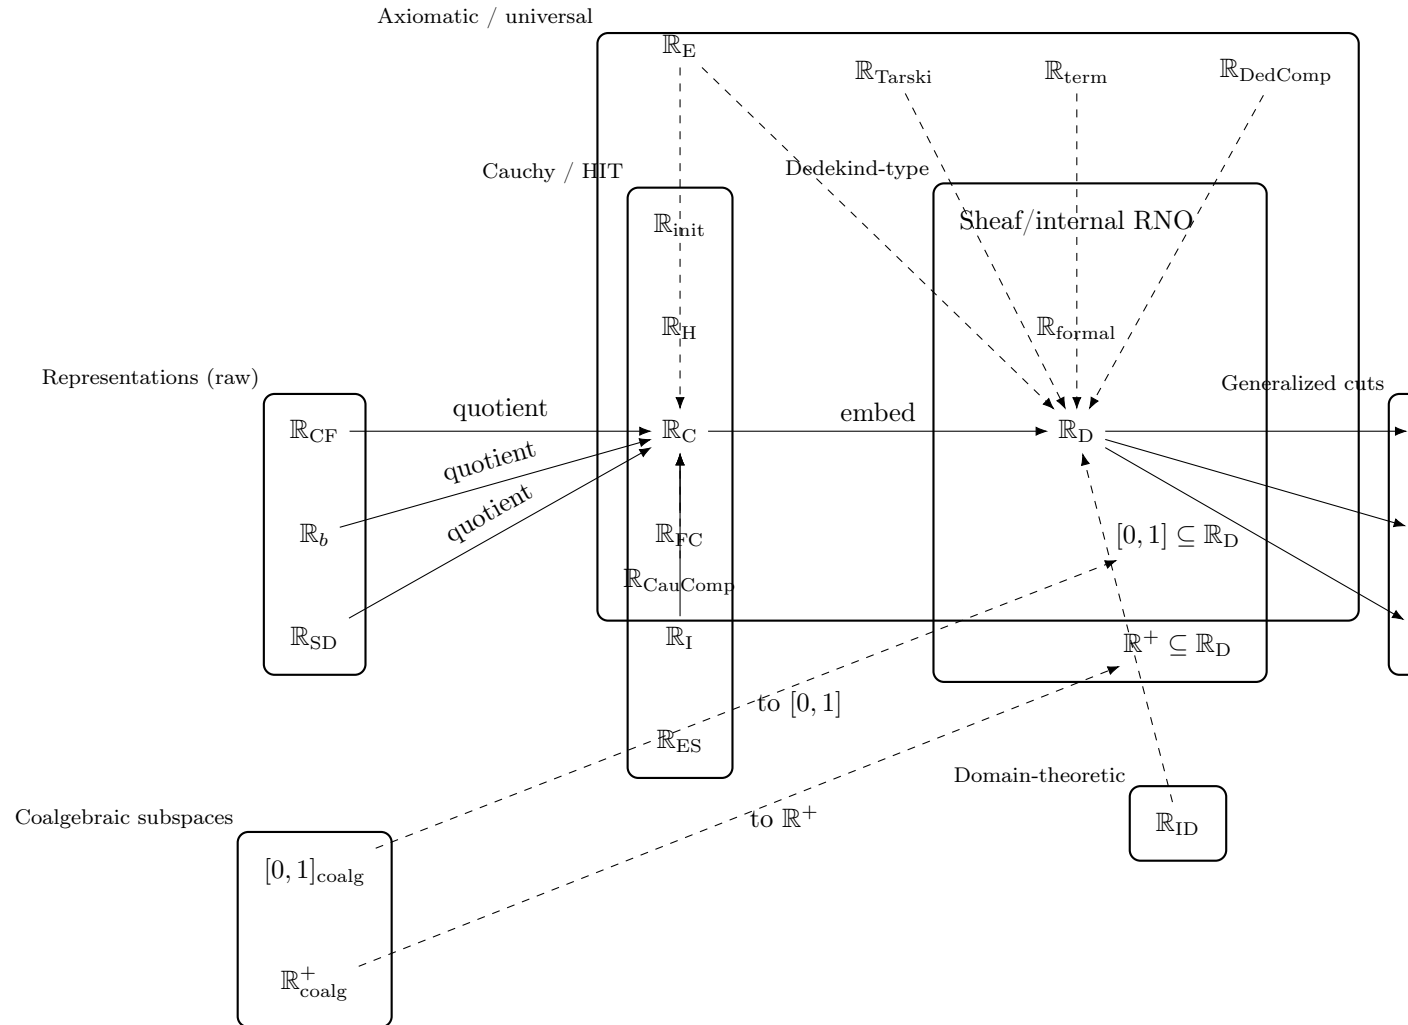 Axiomatic / universal
ℝ_E
ℝ_Tarski
ℝ_term
ℝ_DedComp
Cauchy / HIT
Dedekind-type
ℝ_init
Sheaf/internal RNO
ℝ_H
ℝ_formal
Representations (raw)
Generalized cuts
ℝ_CF
quotient
ℝ_C
embed
ℝ_D
quotient
quotient
ℝ_b
ℝ_FC
[0, 1] ⊆ ℝ_D
ℝ_CauComp
ℝ_SD
ℝ_I
ℝ⁺ ⊆ ℝ_D
to [0, 1]
ℝ_ES
Domain-theoretic
Coalgebraic subspaces
to ℝ⁺
ℝ_ID
[0, 1]_coalg
ℝ⁺_coalg